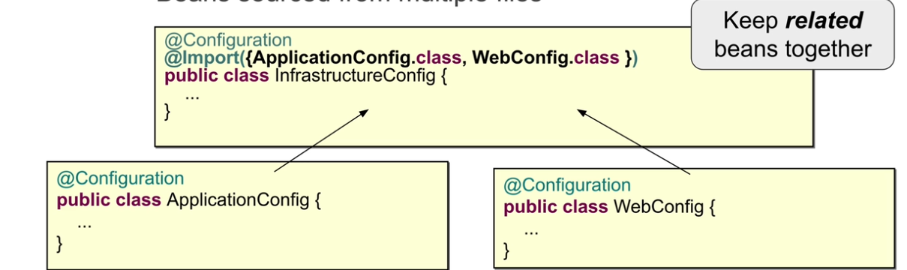 Beans sourced from multiple files
Keep related
beans together
@Configuration
@Import({ApplicationConfig.class, WebConfig.class })
public class InfrastructureConfig {
...
}
@Configuration
public class ApplicationConfig {
...
}
@Configuration
public class WebConfig {
...
}